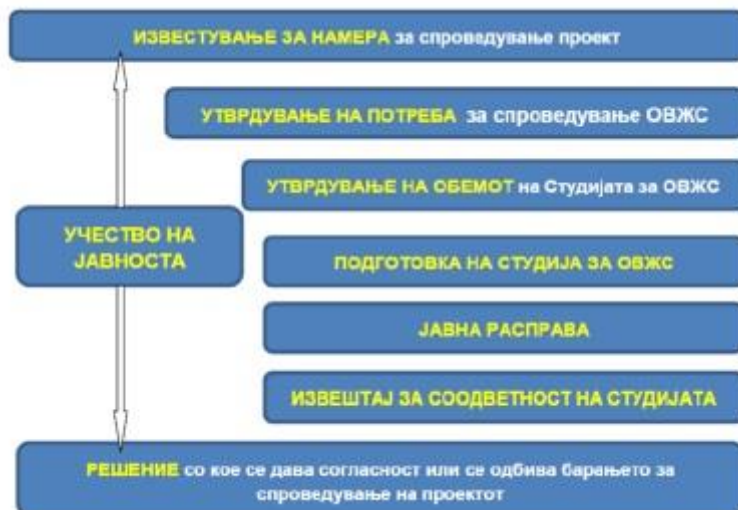 ИЗВЕСТУВАЊЕ ЗА НАМЕРА за спроведување проект
УТВРДУВАЊЕ НА ПОТРЕБА за спроведување ОВЖС
УТВРДУВАЊЕ НА ОБЕМОТ на Студијата за ОВЖС
УЧЕСТВО НА
ЈАВНОСТА
ПОДГОТОВКА НА СТУДИЈА ЗА ОВЖС
ЈАВНА РАСПРАВА
ИЗВЕШТАЈ ЗА СООДВЕТНОСТ НА СТУДИЈАТА
РЕШЕНИЕ со кое се дава согласност или се одбива барањето за
спроведување на проектот